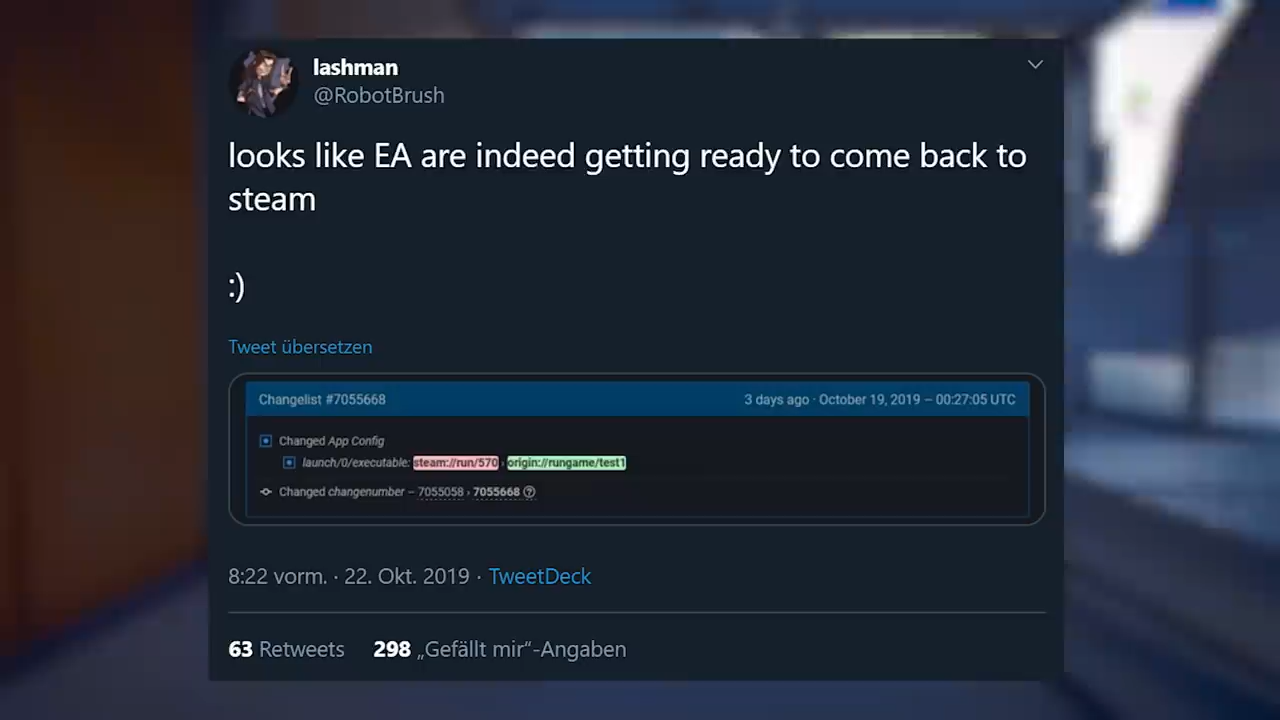 lashman
@RobotBrush
looks like EA are indeed getting ready to come back to
steam
:)
Tweet übersetzen
Changelist #7055668 3 days ago · October 19, 2019 – 00:27:05 UTC
Changed App Config
launch/0/executable: steam://run/570 › origin://rungame/test1
Changed changenumber – 7055058 › 7055668
8:22 vorm. · 22. Okt. 2019 · TweetDeck
63 Retweets 298 „Gefällt mir“-Angaben